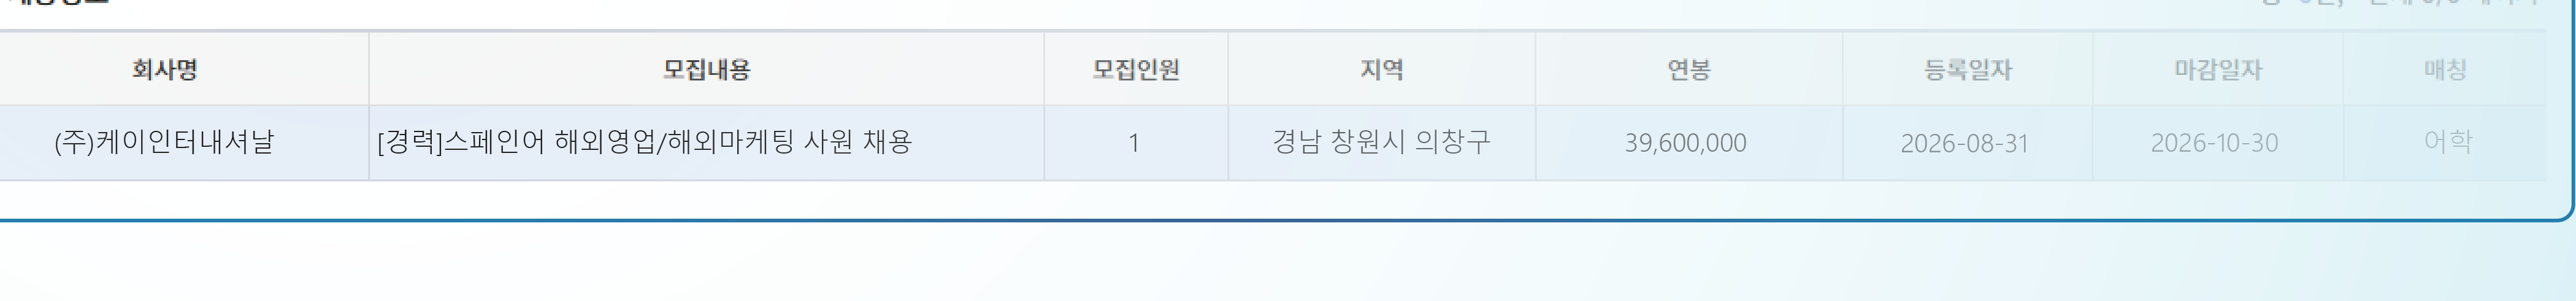 회사명 모집내용 모집인원 지역 연봉 등록일자 마감일자 매칭
(주)케이인터내셔날 [경력]스페인어 해외영업/해외마케팅 사원 채용 1 경남 창원시 의창구 39,600,000 2026-08-31 2026-10-30 어학